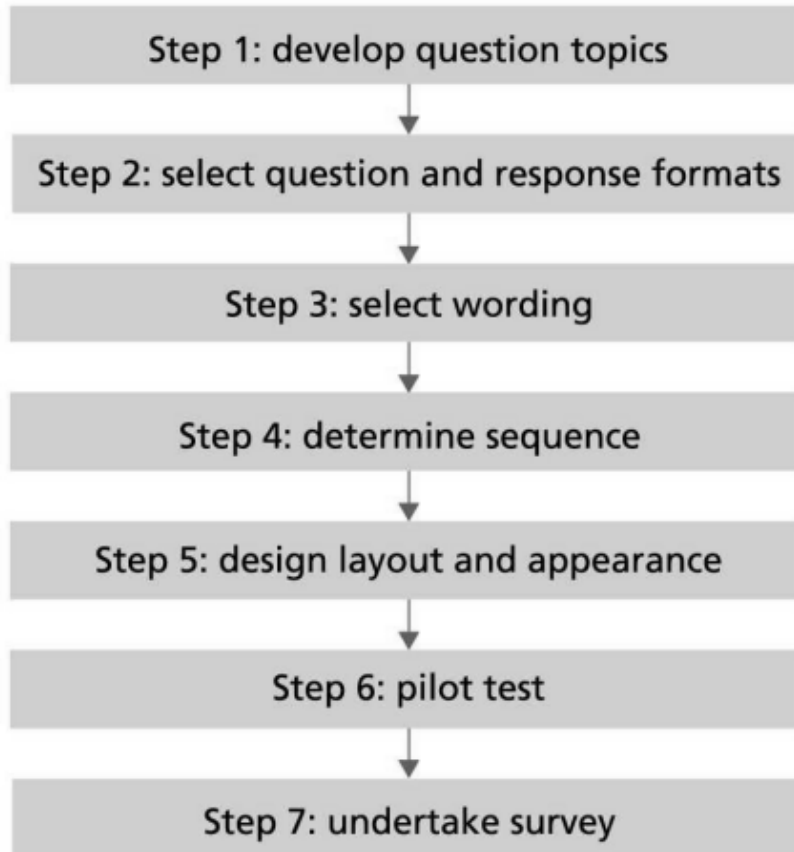 Step 1: develop question topics
Step 2: select question and response formats
Step 3: select wording
Step 4: determine sequence
Step 5: design layout and appearance
Step 6: pilot test
Step 7: undertake survey